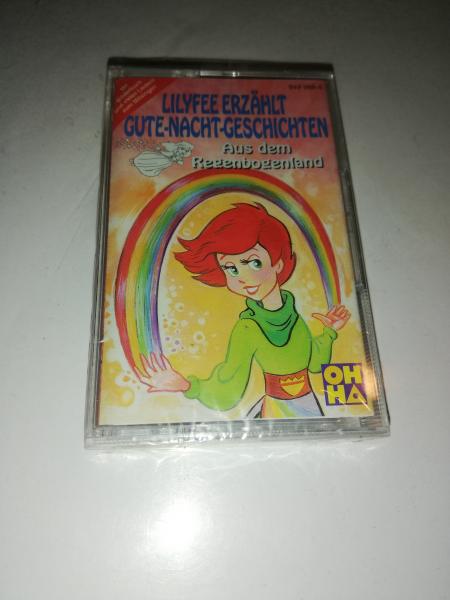 LILYFEE ERZÄHLT
GUTE-NACHT-GESCHICHTEN
Aus dem
Regenbogenland
OH
HA